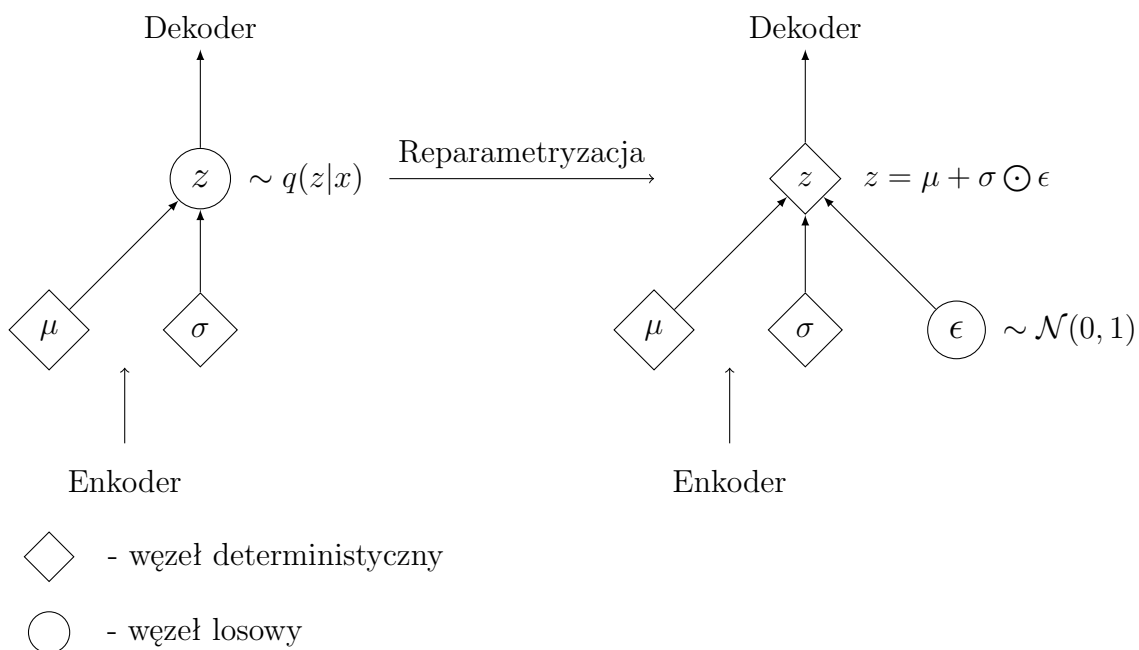 Dekoder Dekoder
z ∼ q(z|x) Reparametryzacja z z = μ + σ ⊙ ϵ
μ σ μ σ ϵ ∼ 𝒩(0, 1)
Enkoder Enkoder
- węzeł deterministyczny
- węzeł losowy